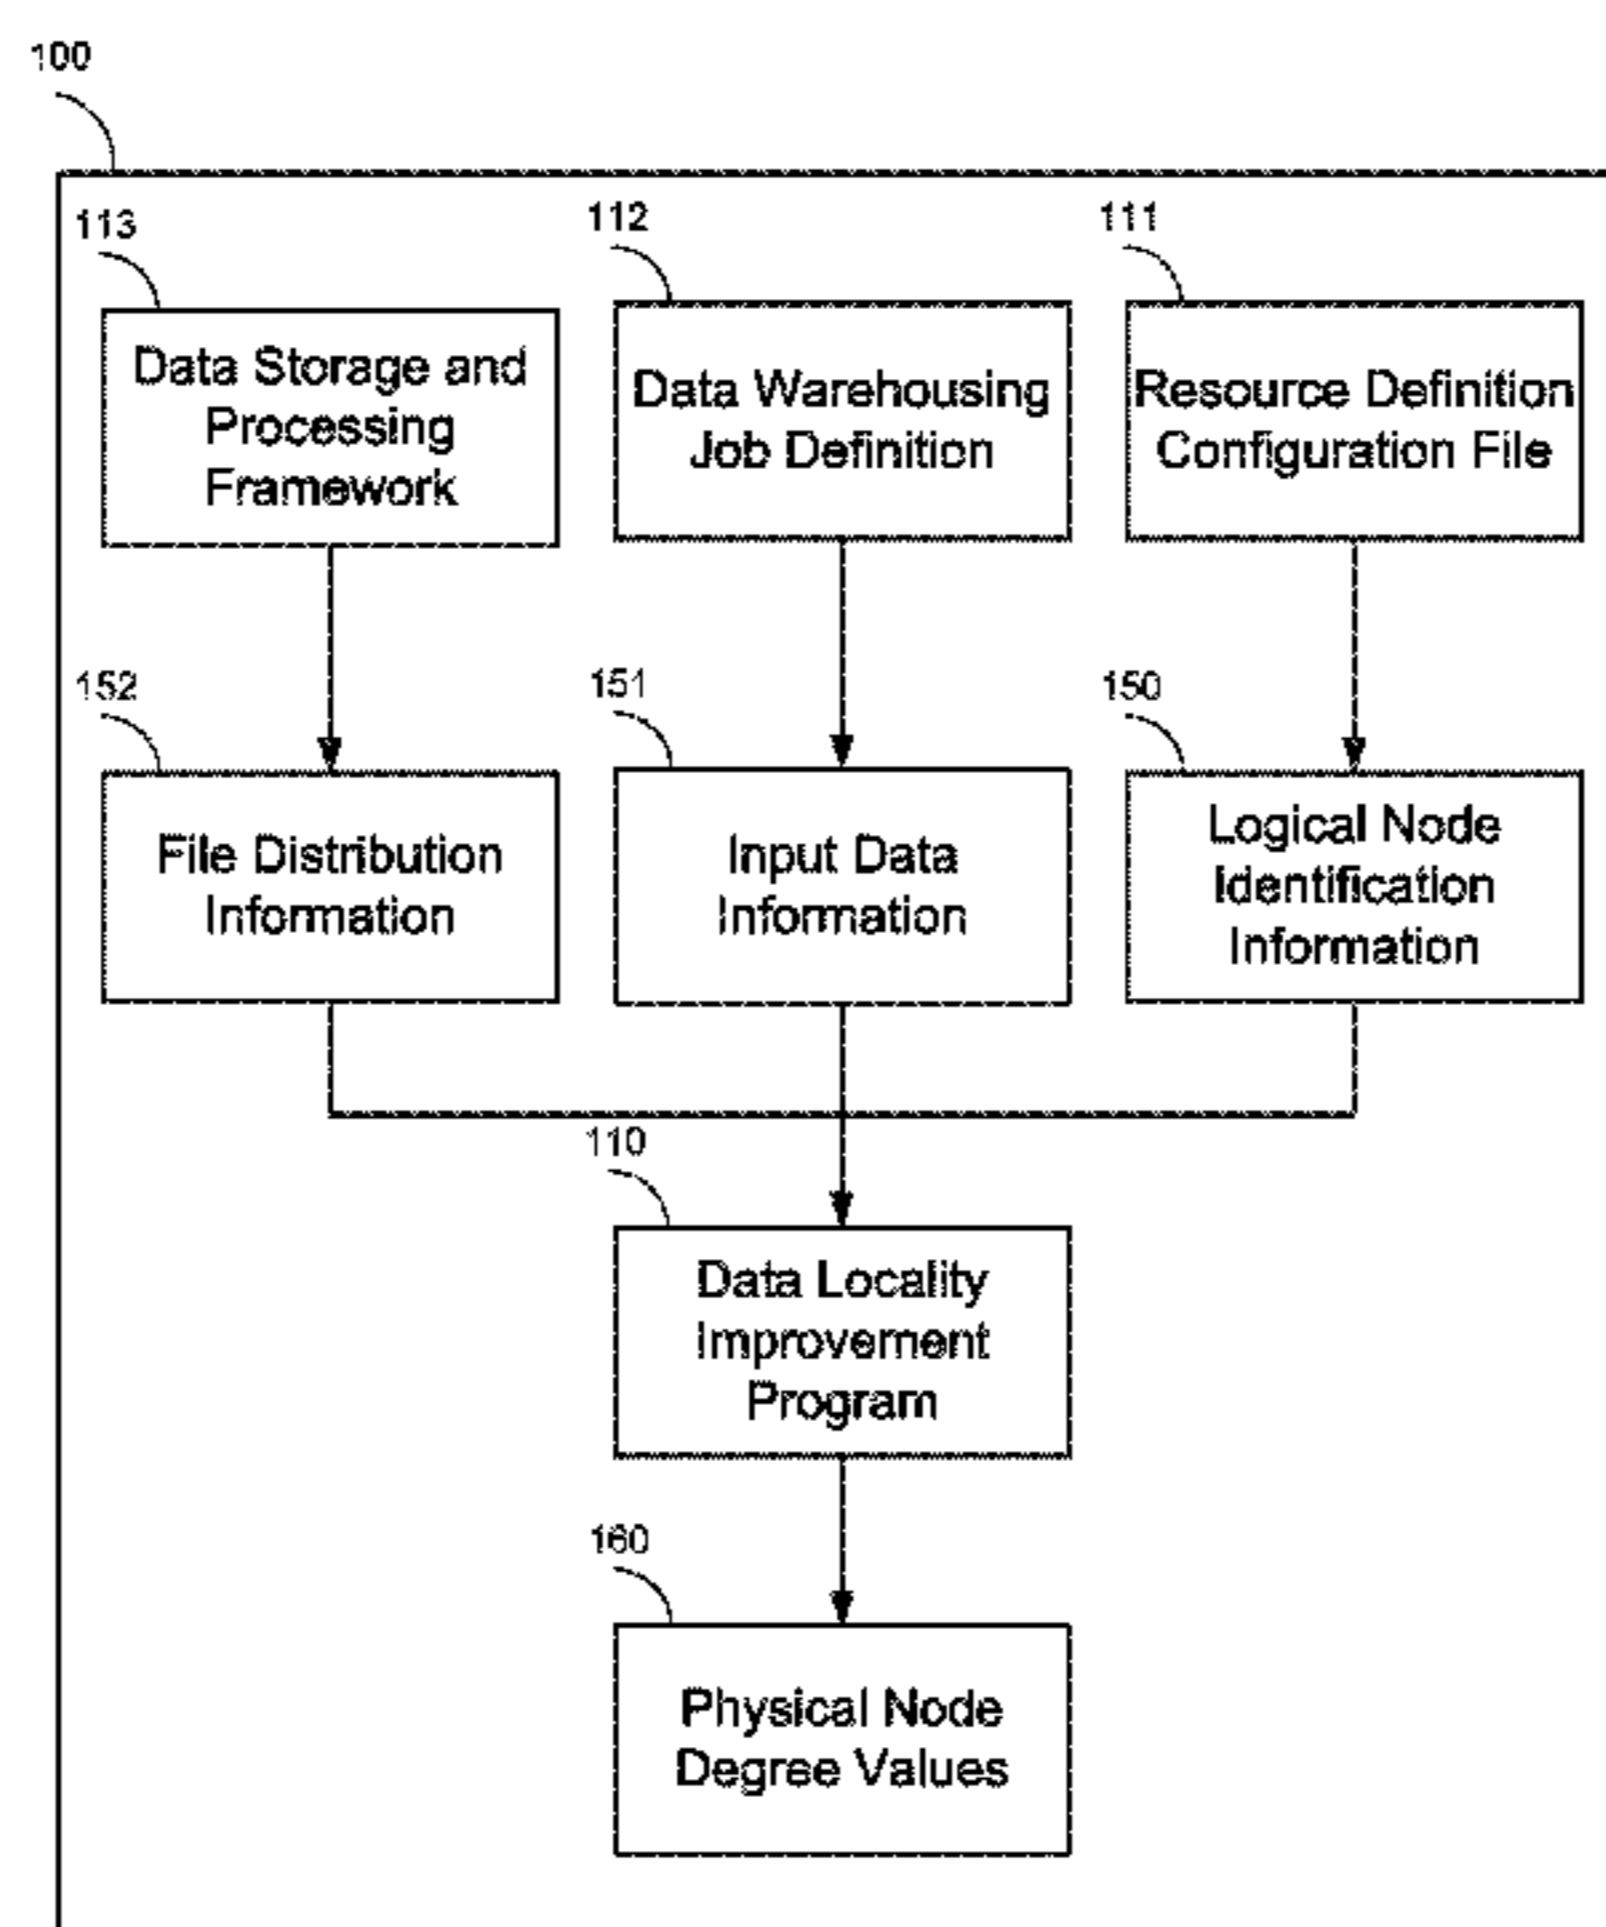 100
113
Data Storage and
Processing
Framework
112
Data Warehousing
Job Definition
111
Resource Definition
Configuration File
152
File Distribution
Information
151
Input Data
Information
150
Logical Node
Identification
Information
110
Data Locality
Improvement
Program
160
Physical Node
Degree Values